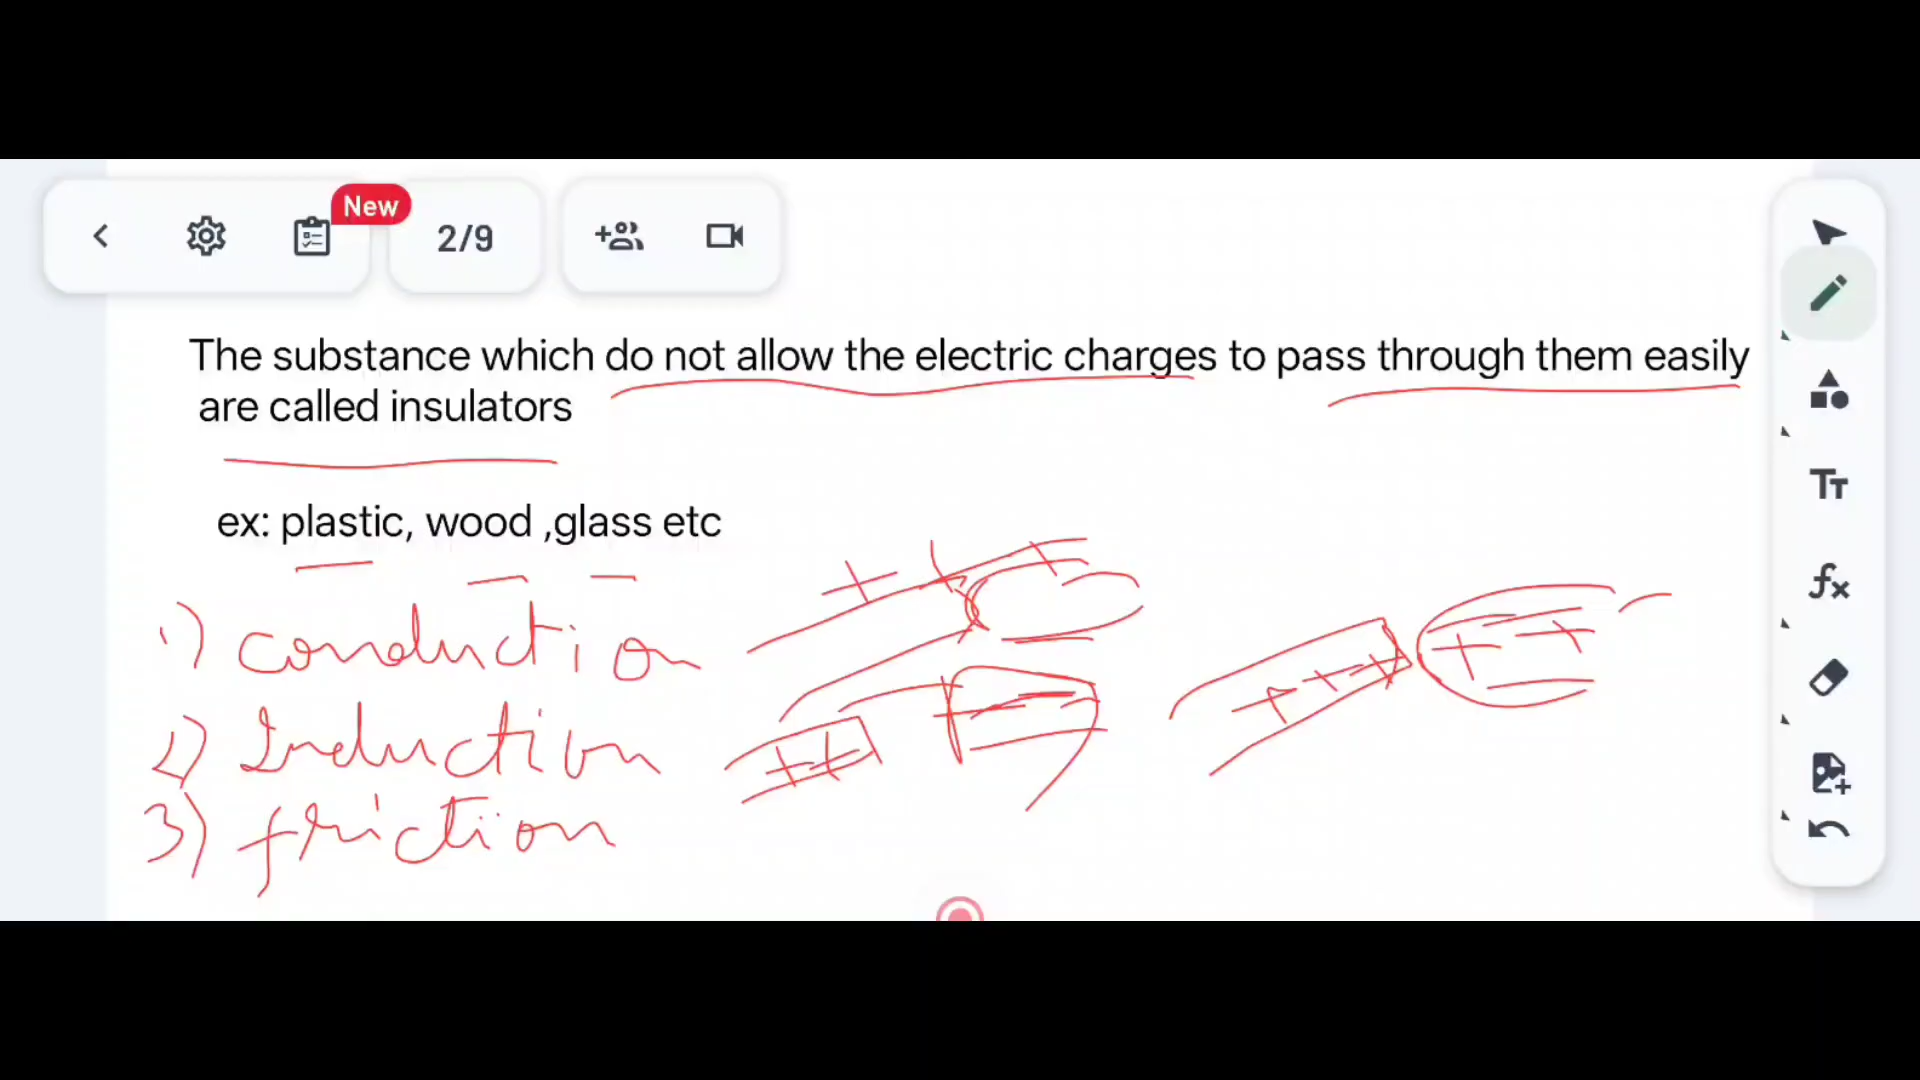 New
2/9
The substance which do not allow the electric charges to pass through them easily
are called insulators
ex: plastic, wood ,glass etc
1) conduction
2) Induction
3) friction